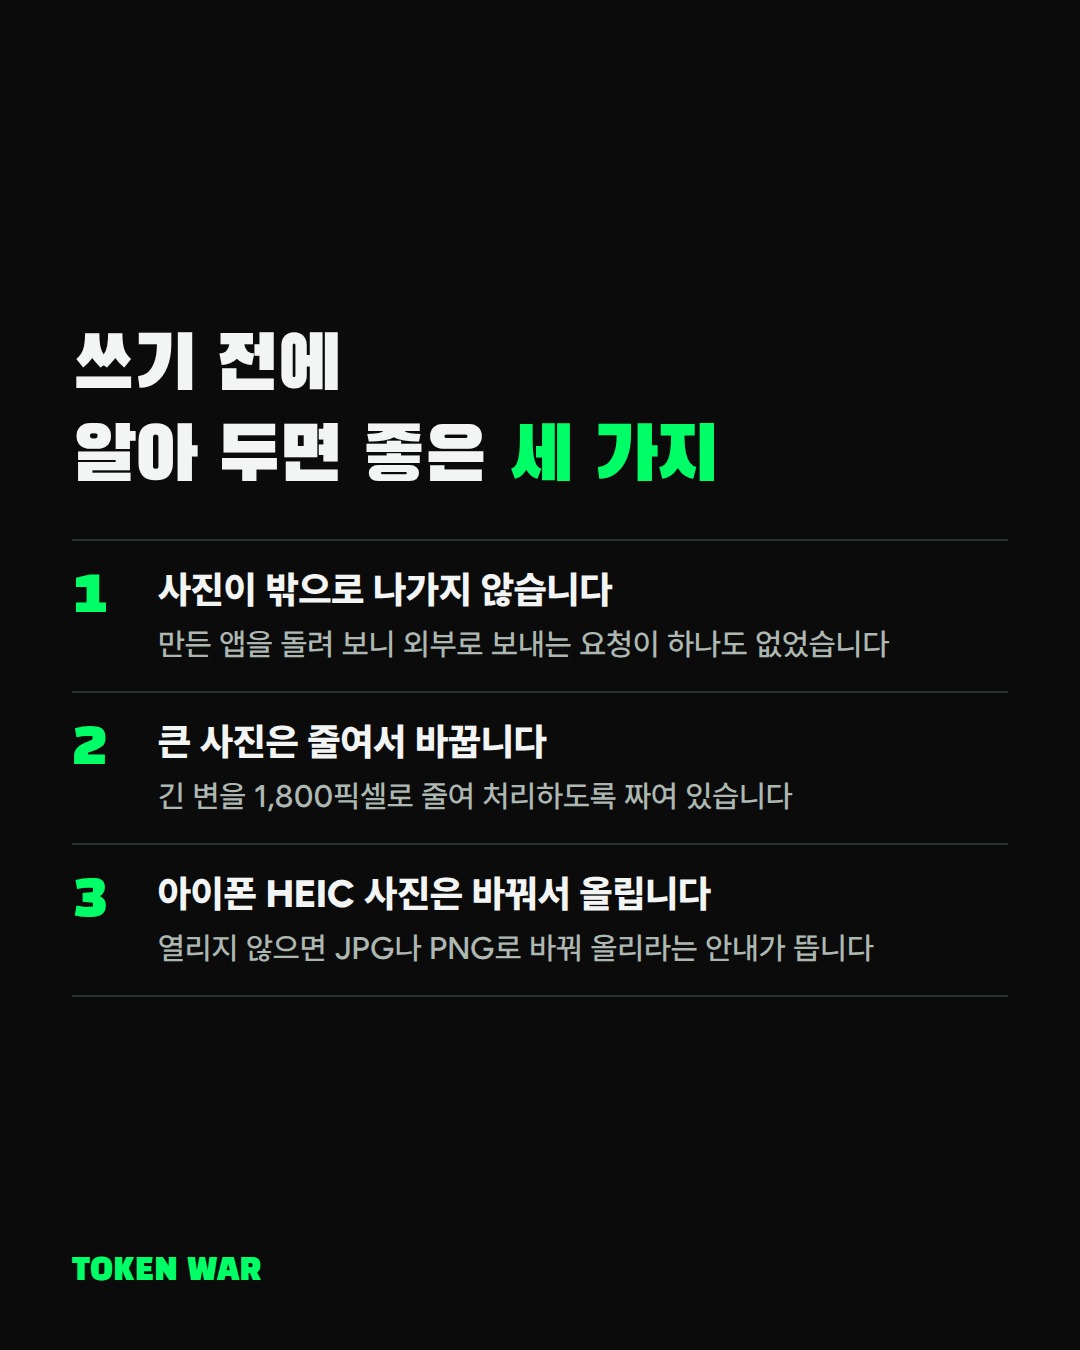 쓰기 전에
알아 두면 좋은 세 가지
1 사진이 밖으로 나가지 않습니다
만든 앱을 돌려 보니 외부로 보내는 요청이 하나도 없었습니다
2 큰 사진은 줄여서 바꿉니다
긴 변을 1,800픽셀로 줄여 처리하도록 짜여 있습니다
3 아이폰 HEIC 사진은 바꿔서 올립니다
열리지 않으면 JPG나 PNG로 바꿔 올리라는 안내가 뜹니다
TOKEN WAR